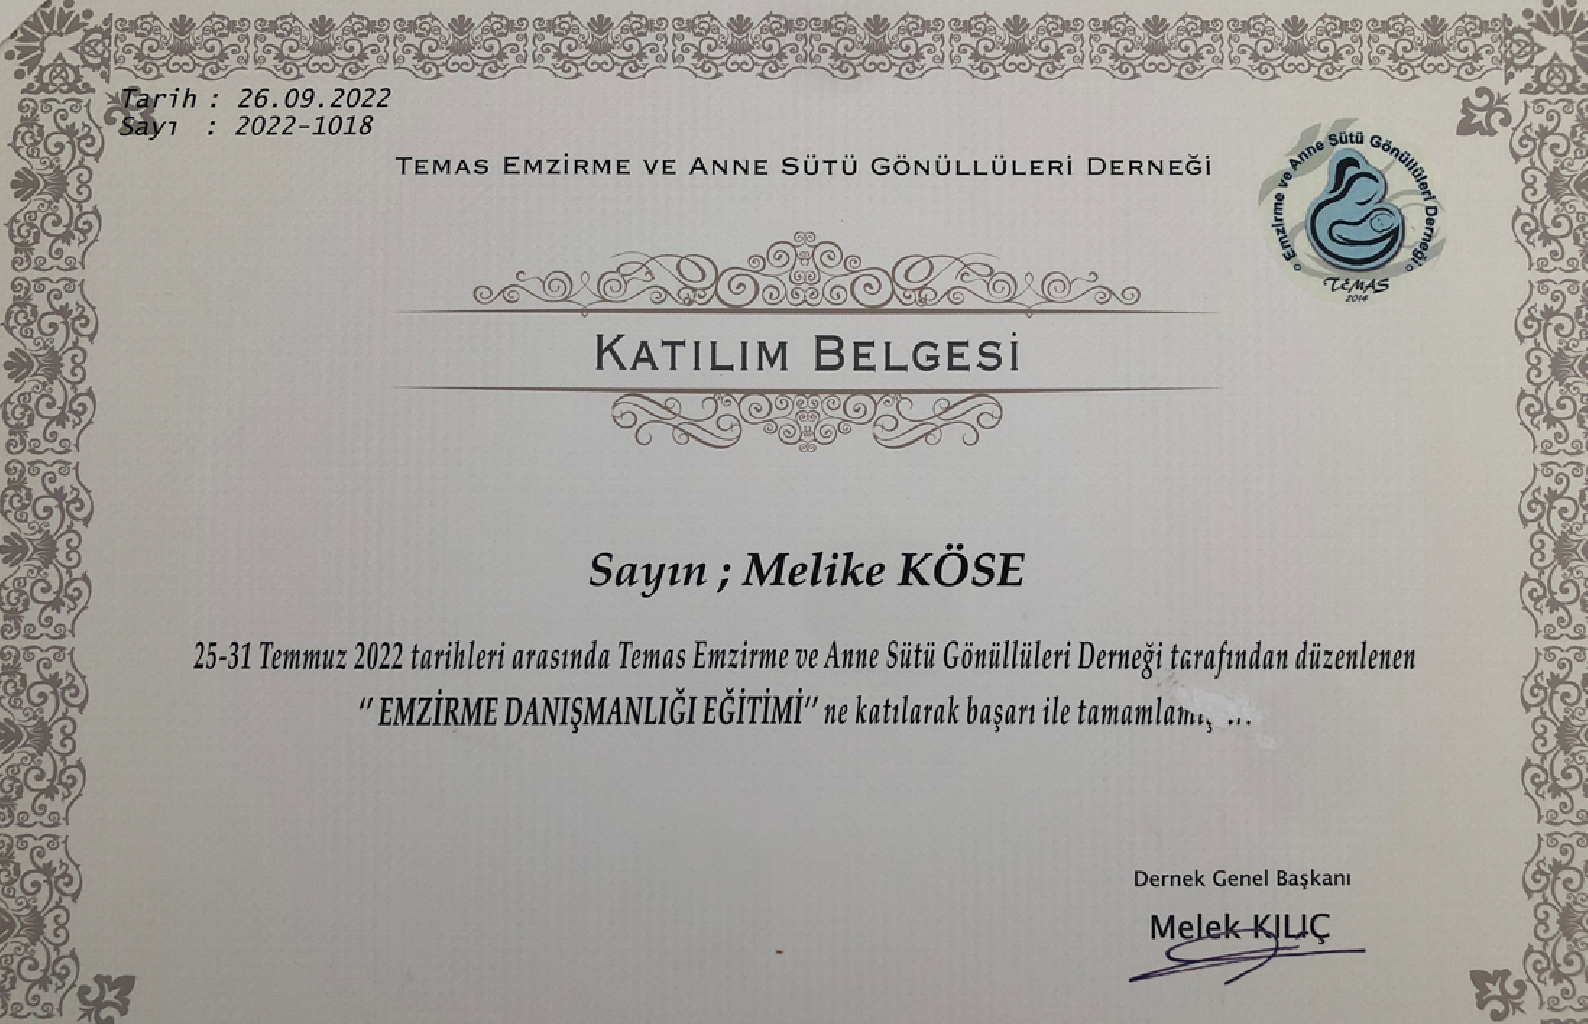 Tarih : 26.09.2022
Sayı : 2022-1018
TEMAS EMZİRME VE ANNE SÜTÜ GÖNÜLLÜLERİ DERNEĞİ
Emzirme ve Anne Sütü Gönüllüleri Derneği
TEMAS
2014
KATILIM BELGESİ
Sayın ; Melike KÖSE
25-31 Temmuz 2022 tarihleri arasında Temas Emzirme ve Anne Sütü Gönüllüleri Derneği tarafından düzenlenen
" EMZİRME DANIŞMANLIĞI EĞİTİMİ" ne katılarak başarı ile
Dernek Genel Başkanı
Melek KILIÇ